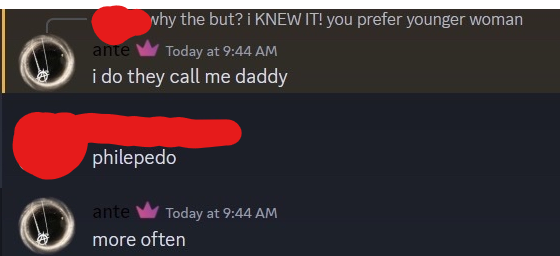 why the but? i KNEW IT! you prefer younger woman
ante Today at 9:44 AM
i do they call me daddy
philepedo
ante Today at 9:44 AM
more often